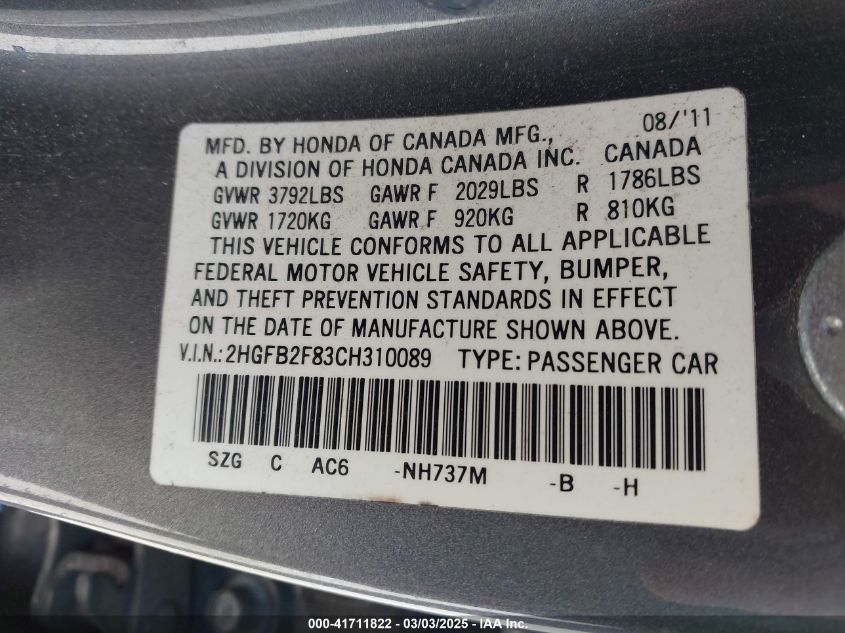 08/'11
MFD. BY HONDA OF CANADA MFG.,
A DIVISION OF HONDA CANADA INC. CANADA
GVWR 3792LBS GAWR F 2029LBS R 1786LBS
GVWR 1720KG GAWR F 920KG R 810KG
THIS VEHICLE CONFORMS TO ALL APPLICABLE
FEDERAL MOTOR VEHICLE SAFETY, BUMPER,
AND THEFT PREVENTION STANDARDS IN EFFECT
ON THE DATE OF MANUFACTURE SHOWN ABOVE.
V.I.N.: 2HGFB2F83CH310089 TYPE: PASSENGER CAR
SZG C AC6 -NH737M -B -H
000-41711822 - 03/03/2025 - IAA Inc.